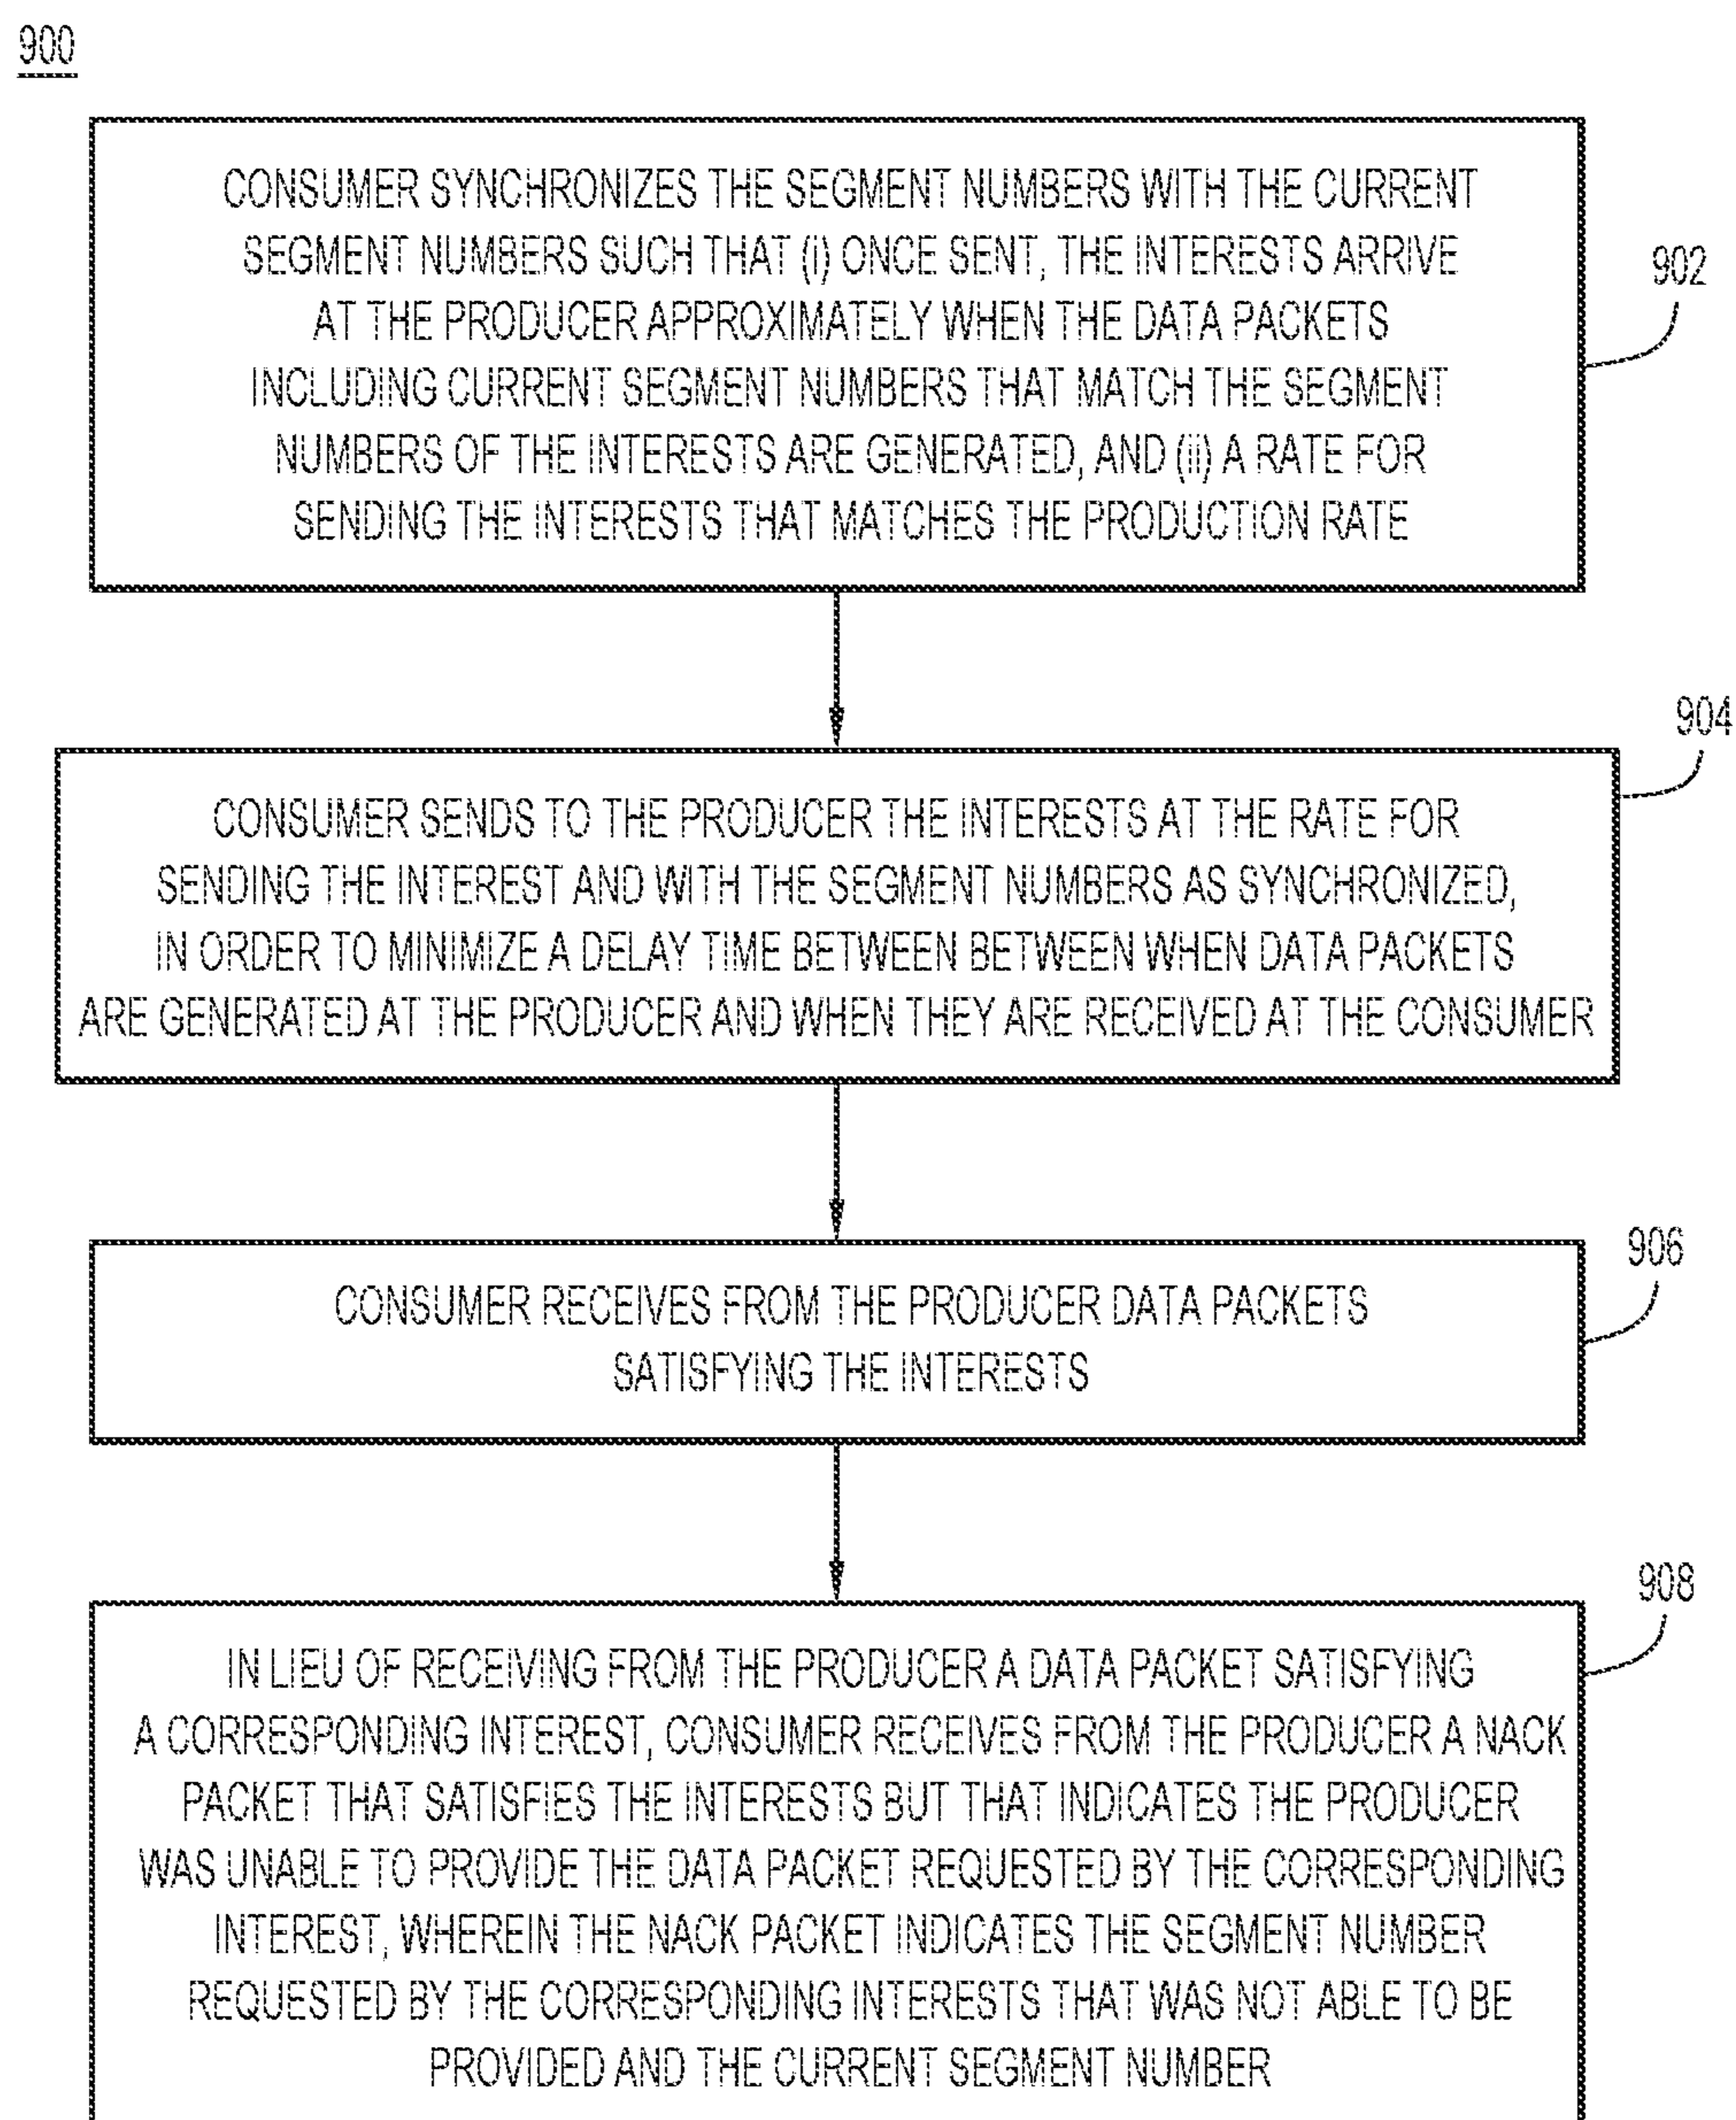 900
CONSUMER SYNCHRONIZES THE SEGMENT NUMBERS WITH THE CURRENT
SEGMENT NUMBERS SUCH THAT (i) ONCE SENT, THE INTERESTS ARRIVE
AT THE PRODUCER APPROXIMATELY WHEN THE DATA PACKETS
INCLUDING CURRENT SEGMENT NUMBERS THAT MATCH THE SEGMENT
NUMBERS OF THE INTERESTS ARE GENERATED, AND (ii) A RATE FOR
SENDING THE INTERESTS THAT MATCHES THE PRODUCTION RATE
902
904
CONSUMER SENDS TO THE PRODUCER THE INTERESTS AT THE RATE FOR
SENDING THE INTEREST AND WITH THE SEGMENT NUMBERS AS SYNCHRONIZED,
IN ORDER TO MINIMIZE A DELAY TIME BETWEEN BETWEEN WHEN DATA PACKETS
ARE GENERATED AT THE PRODUCER AND WHEN THEY ARE RECEIVED AT THE CONSUMER
906
CONSUMER RECEIVES FROM THE PRODUCER DATA PACKETS
SATISFYING THE INTERESTS
908
IN LIEU OF RECEIVING FROM THE PRODUCER A DATA PACKET SATISFYING
A CORRESPONDING INTEREST, CONSUMER RECEIVES FROM THE PRODUCER A NACK
PACKET THAT SATISFIES THE INTERESTS BUT THAT INDICATES THE PRODUCER
WAS UNABLE TO PROVIDE THE DATA PACKET REQUESTED BY THE CORRESPONDING
INTEREST, WHEREIN THE NACK PACKET INDICATES THE SEGMENT NUMBER
REQUESTED BY THE CORRESPONDING INTERESTS THAT WAS NOT ABLE TO BE
PROVIDED AND THE CURRENT SEGMENT NUMBER